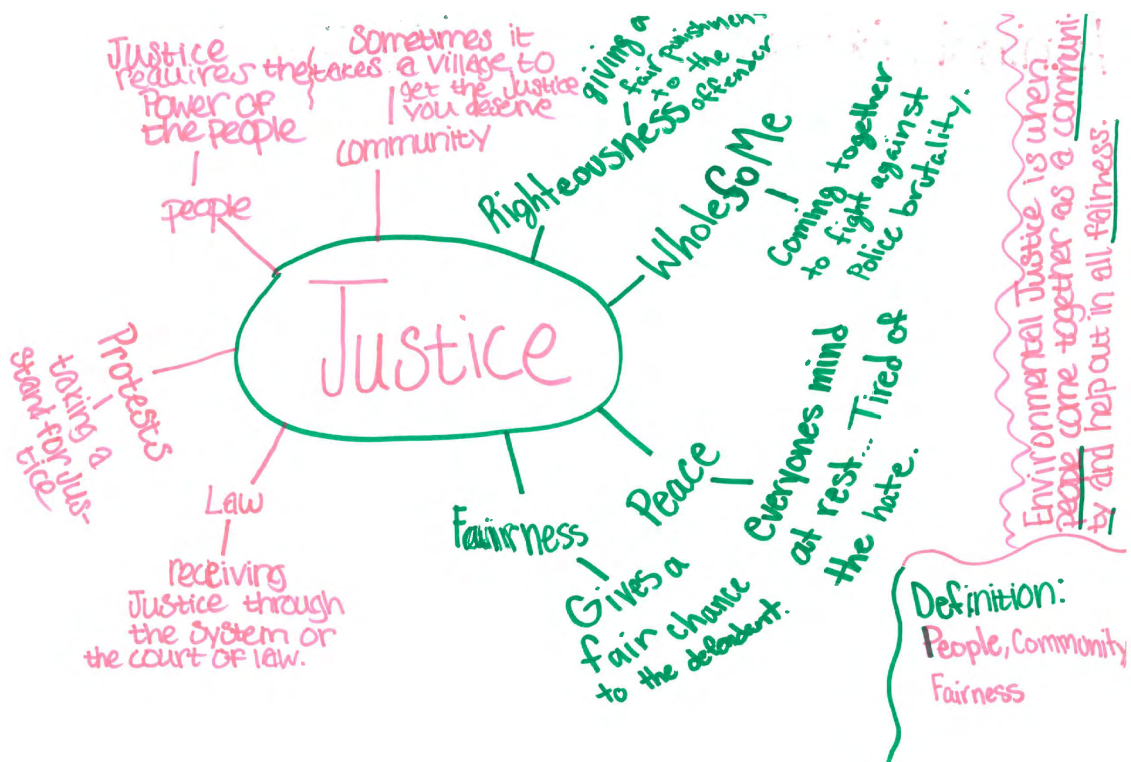 Justice
people
Justice
requires the
Power of
the people
community
sometimes it
takes a village to
get the Justice
you deserve
Righteousness
giving a
fair punishment
to the
offender
WholeSoMe
Coming together
to fight against
Police brutality.
Peace
everyones mind
at rest... Tired of
the hate.
Fairness
Gives a
fair chance
to the defendent.
Law
receiving
Justice through
the system or
the court of law.
Protests
taking a
stand for jus-
tice
Environmental Justice is when
people come together as a communi-
ty and help out in all fairness.
Definition:
People, Community
Fairness